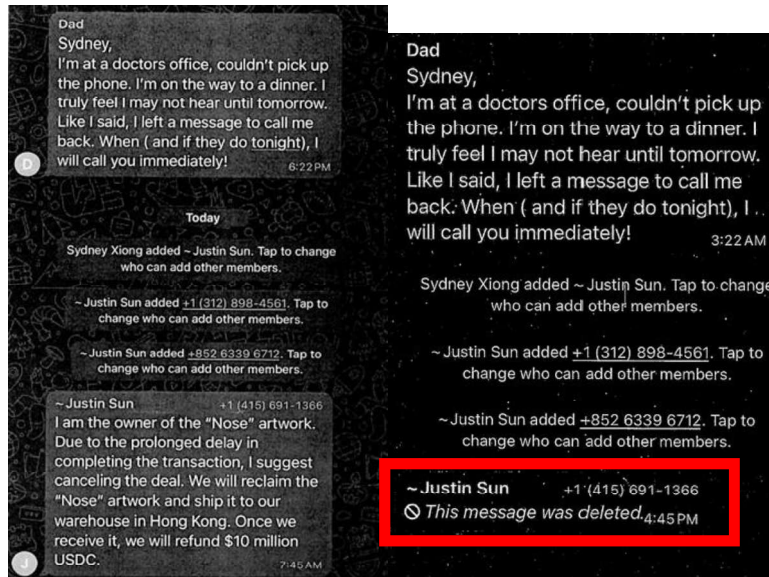 Dad
Sydney,
I'm at a doctors office, couldn't pick up
the phone. I'm on the way to a dinner. I
truly feel I may not hear until tomorrow.
Like I said, I left a message to call me
back. When ( and if they do tonight), I
will call you immediately!
6:22 PM
D
Today
Sydney Xiong added ~Justin Sun. Tap to change
who can add other members.
~Justin Sun added +1 (312) 898-4561. Tap to
change who can add other members.
~Justin Sun added +852 6339 6712. Tap to
change who can add other members.
~Justin Sun +1 (415) 691-1366
I am the owner of the “Nose” artwork.
Due to the prolonged delay in
completing the transaction, I suggest
canceling the deal. We will reclaim the
“Nose” artwork and ship it to our
warehouse in Hong Kong. Once we
receive it, we will refund $10 million
USDC.
7:45 AM
J
Dad
Sydney,
I'm at a doctors office, couldn't pick up
the phone. I'm on the way to a dinner. I
truly feel I may not hear until tomorrow.
Like I said, I left a message to call me
back. When ( and if they do tonight), I
will call you immediately!
3:22 AM
Sydney Xiong added ~ Justin Sun. Tap to change
who can add other members.
~ Justin Sun added +1 (312) 898-4561. Tap to
change who can add other members.
~ Justin Sun added +852 6339 6712. Tap to
change who can add other members.
~ Justin Sun +1 (415) 691-1366
This message was deleted. 4:45 PM